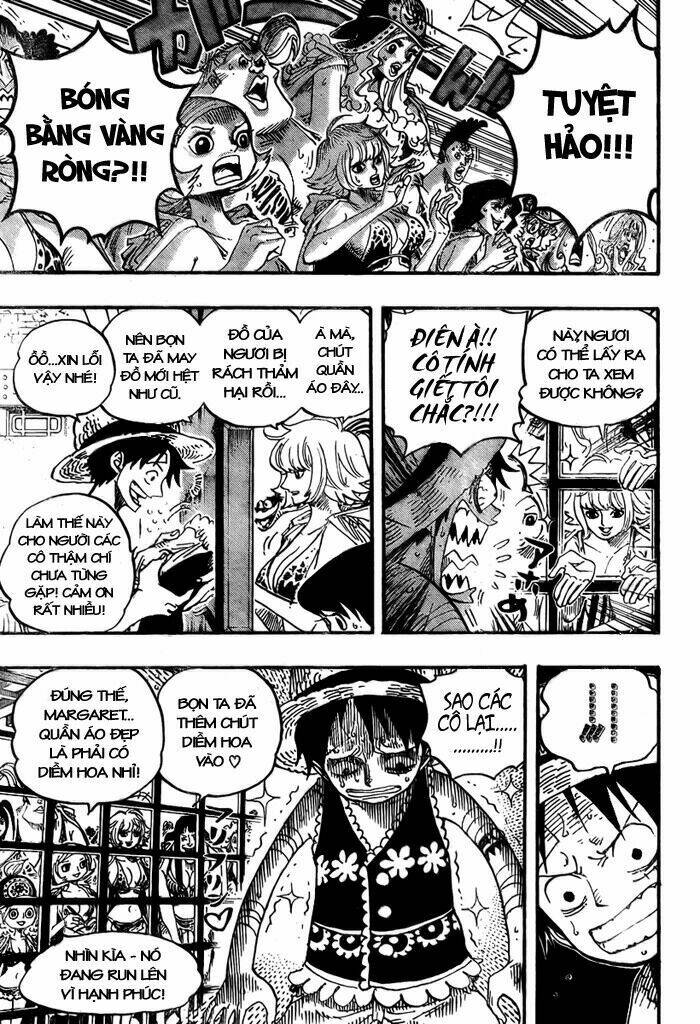 TUYỆT
HẢO!!!
BÓNG
BẰNG VÀNG
RÒNG?!!
NÀY NGƯƠI
CÓ THỂ LẤY RA
CHO TA XEM
ĐƯỢC KHÔNG?
ĐIÊN À!!
CÔ TÍNH
GIẾT TÔI
CHẮC?!!!
À MÀ,
CHÚT
QUẦN
ÁO ĐÂY...
ĐỒ CỦA
NGƯƠI BỊ
RÁCH THẢM
HẠI RỒI...
NÊN BỌN
TA ĐÃ MAY
ĐỒ MỚI HỆT
NHƯ CŨ.
ÔỒ...XIN LỖI
VẬY NHÉ!
LÀM THẾ NÀY
CHO NGƯỜI CÁC
CÔ THẬM CHÍ
CHƯA TỪNG
GẶP! CẢM ƠN
RẤT NHIỀU!
.......!!
SAO CÁC
CÔ LẠI.....
..........!!
BỌN TA ĐÃ
THÊM CHÚT
DIỀM HOA
VÀO ♡
ĐÚNG THẾ,
MARGARET...
QUẦN ÁO ĐẸP
LÀ PHẢI CÓ
DIỀM HOA NHỈ!
NHÌN KÌA - NÓ
ĐANG RUN LÊN
VÌ HẠNH PHÚC!